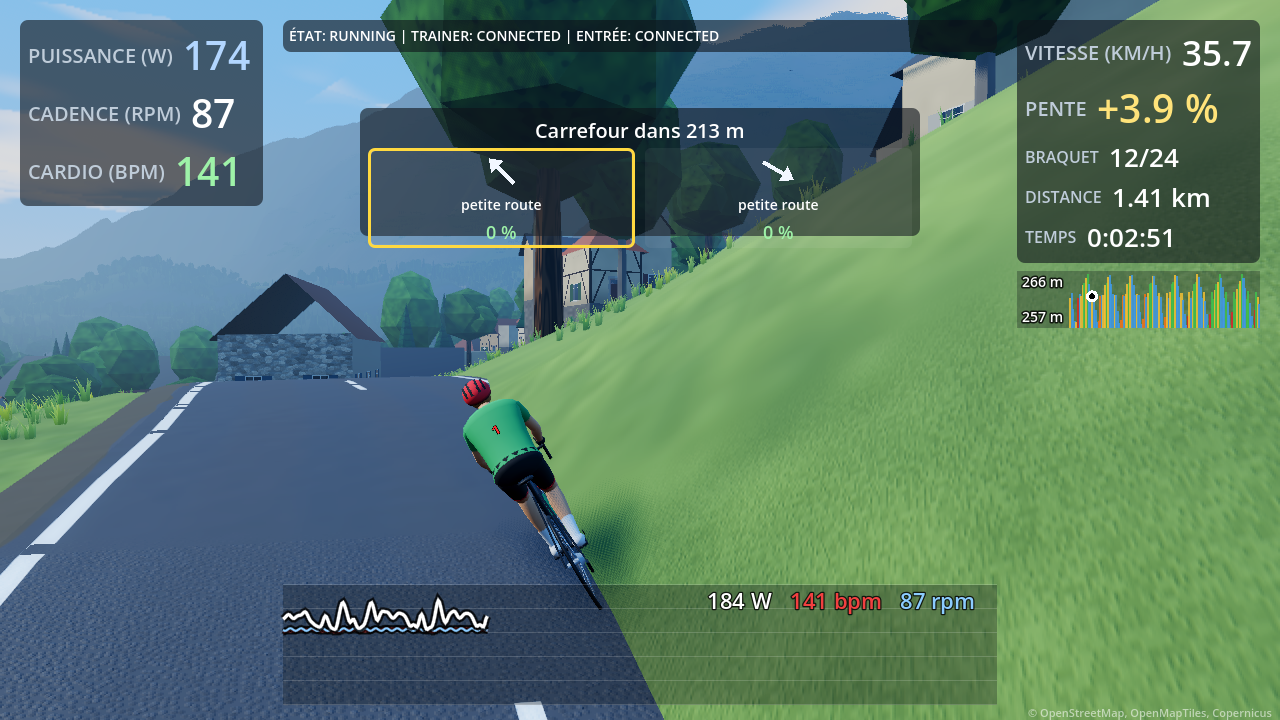 PUISSANCE (W) 174
CADENCE (RPM) 87
CARDIO (BPM) 141
ÉTAT: RUNNING | TRAINER: CONNECTED | ENTRÉE: CONNECTED
Carrefour dans 213 m
petite route
0 %
petite route
0 %
VITESSE (KM/H) 35.7
PENTE +3.9 %
BRAQUET 12/24
DISTANCE 1.41 km
TEMPS 0:02:51
266 m
257 m
1
184 W 141 bpm 87 rpm
© OpenStreetMap, OpenMapTiles, Copernicus